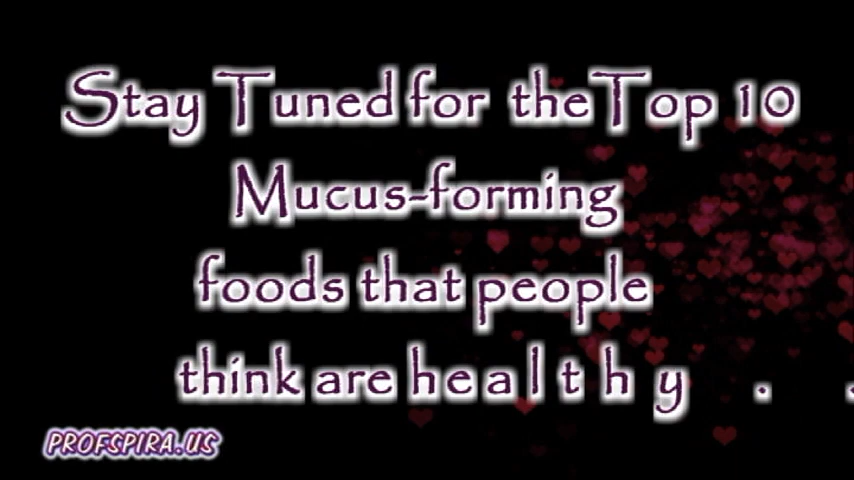 Stay Tuned for the Top 10
Mucus-forming
foods that people
think are healthy . .
PROFSPIRA.US